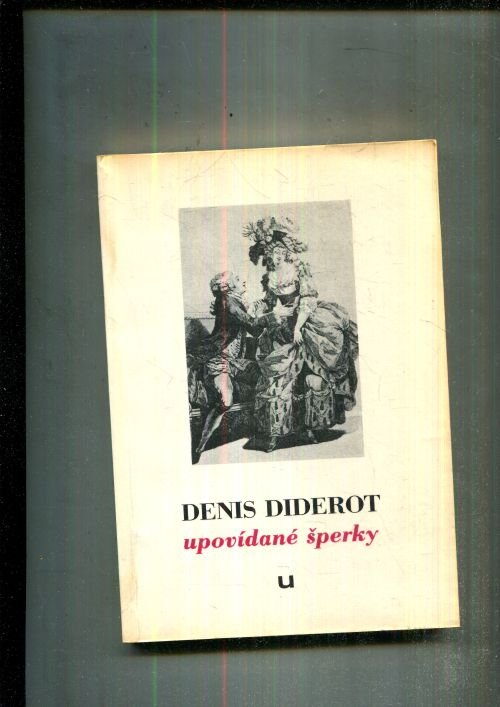 DENIS DIDEROT
upovídané šperky
u